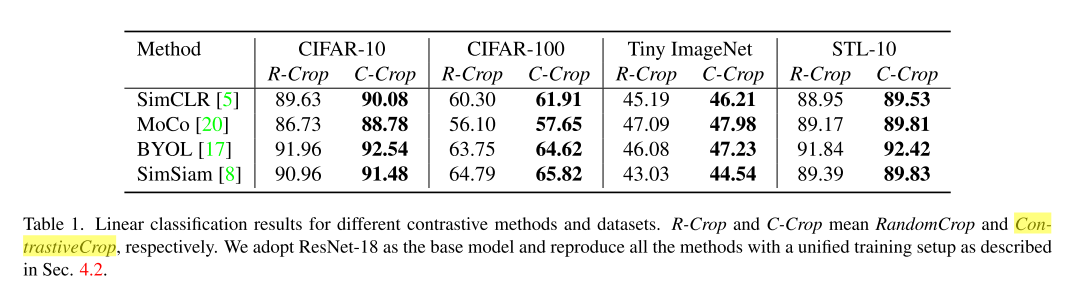 Method CIFAR-10 CIFAR-100 Tiny ImageNet STL-10
R-Crop C-Crop R-Crop C-Crop R-Crop C-Crop R-Crop C-Crop
SimCLR [5] 89.63 90.08 60.30 61.91 45.19 46.21 88.95 89.53
MoCo [20] 86.73 88.78 56.10 57.65 47.09 47.98 89.17 89.81
BYOL [17] 91.96 92.54 63.75 64.62 46.08 47.23 91.84 92.42
SimSiam [8] 90.96 91.48 64.79 65.82 43.03 44.54 89.39 89.83
Table 1. Linear classification results for different contrastive methods and datasets. R-Crop and C-Crop mean RandomCrop and Con-
trastiveCrop, respectively. We adopt ResNet-18 as the base model and reproduce all the methods with a unified training setup as described
in Sec. 4.2.